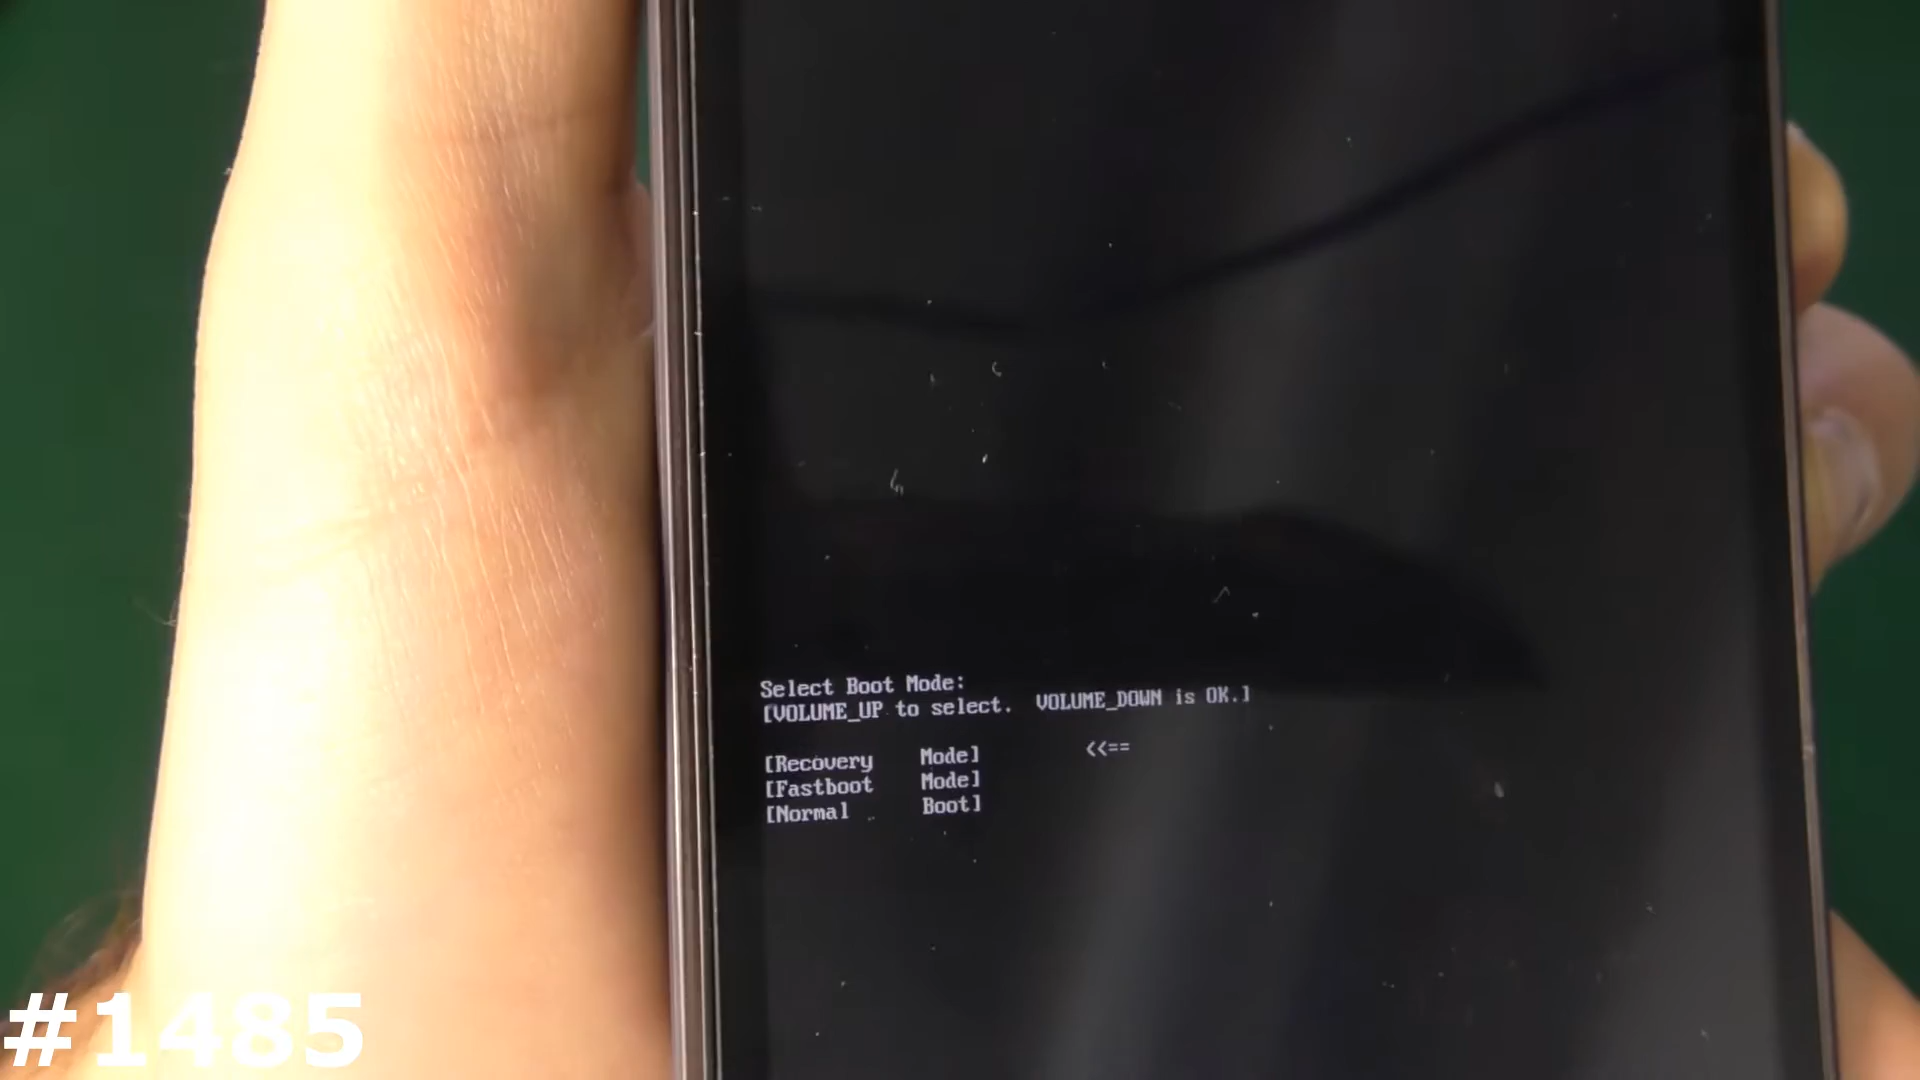 Select Boot Mode:
[VOLUME_UP to select.  VOLUME_DOWN is OK.]
[Recovery    Mode]         <<==
[Fastboot    Mode]
[Normal      Boot]
#1485